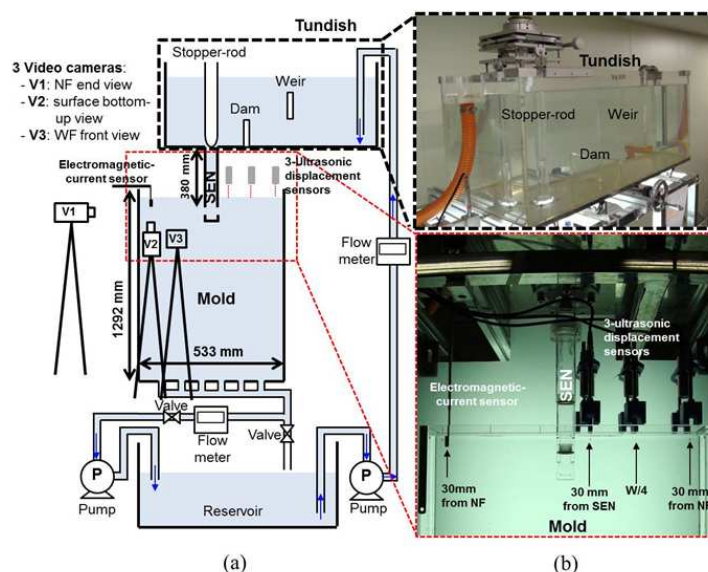 Tundish
Stopper-rod
Weir
Dam
3 Video cameras:
- V1: NF end view
- V2: surface bottom-
up view
- V3: WF front view
Electromagnetic-
current sensor
380 mm
SEN
3-Ultrasonic
displacement
sensors
V1
V2
V3
Flow
meter
Mold
1292 mm
533 mm
Valve
Flow
meter
Valve
P
Pump
P
Pump
Reservoir
(a)
Tundish
Stopper-rod
Weir
Dam
3-ultrasonic
displacement
sensors
SEN
Electromagnetic-
current sensor
30mm
from NF
30 mm
from SEN
W/4
30 mm
from NF
Mold
(b)